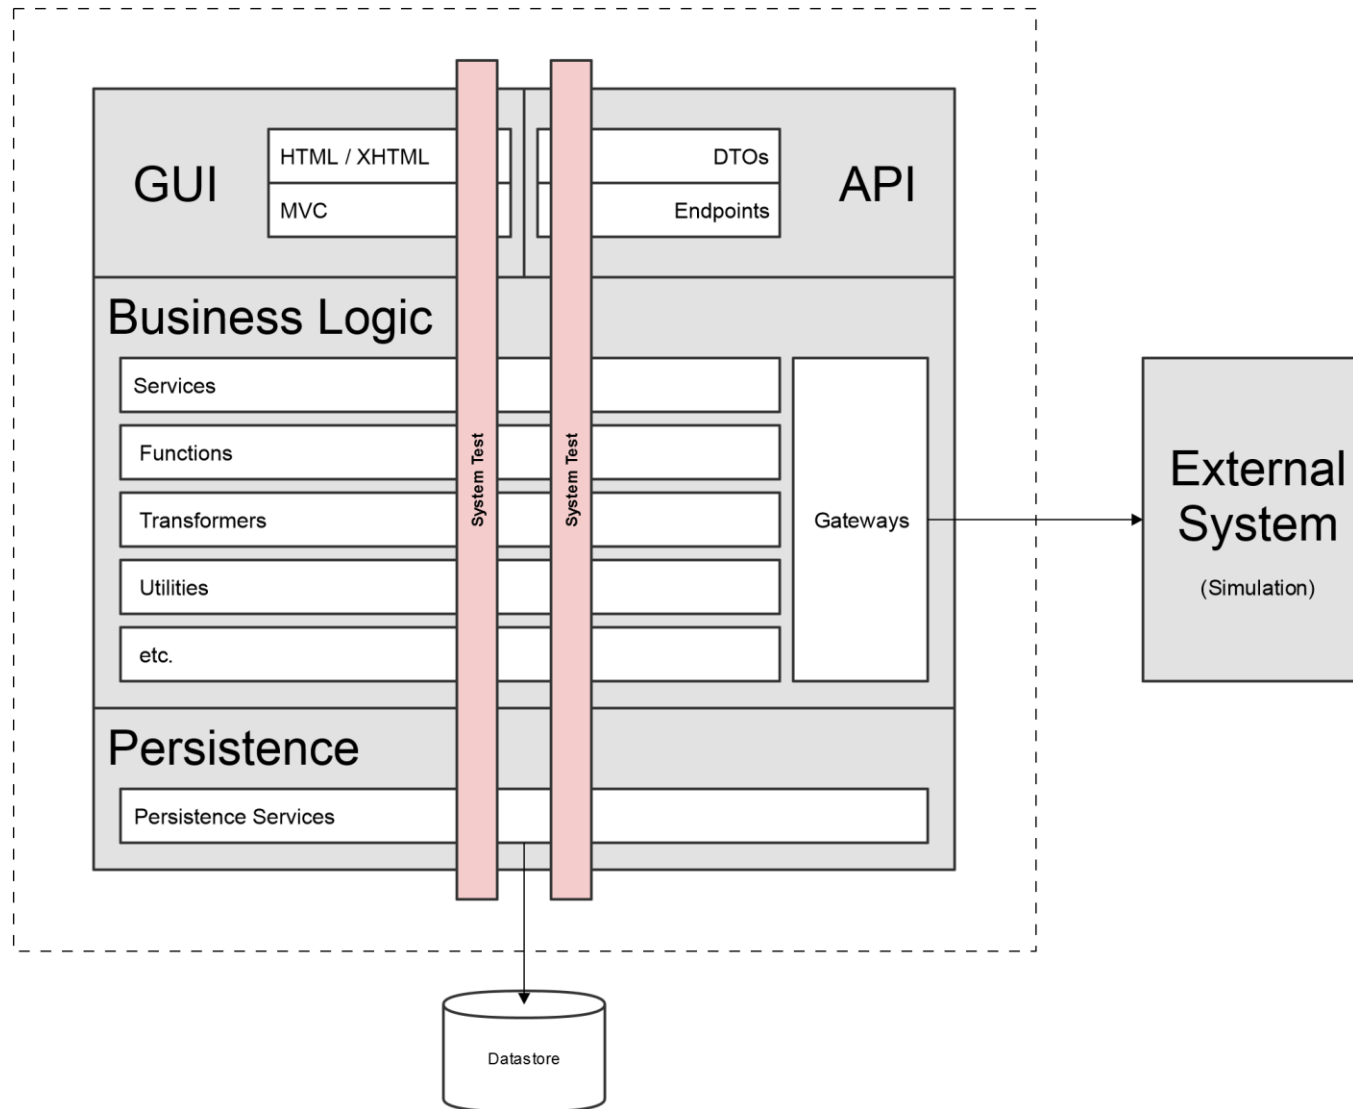 GUI
HTML / XHTML
MVC
DTOs
Endpoints
API
Business Logic
Services
Functions
Transformers
Utilities
etc.
System Test
System Test
Gateways
External
System
(Simulation)
Persistence
Persistence Services
Datastore